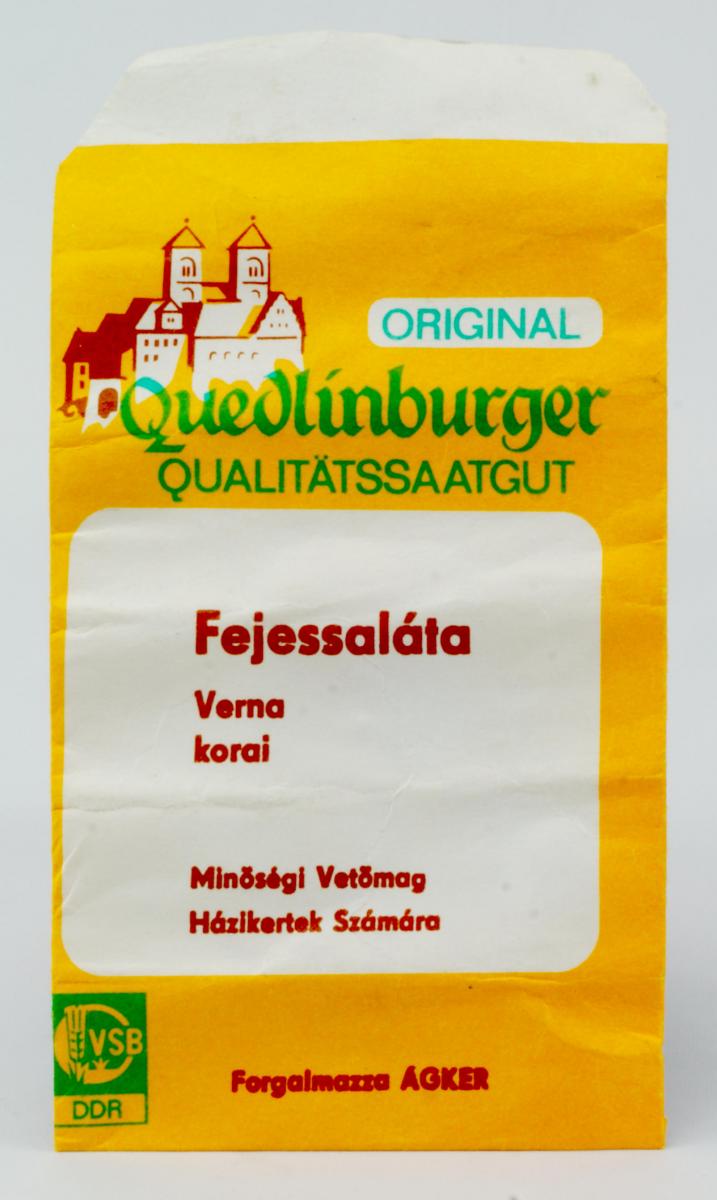 ORIGINAL
Quedlinburger
QUALITÄTSSAATGUT
Fejessaláta
Verna
korai
Minőségi Vetőmag
Házikertek Számára
VSB
DDR
Forgalmazza ÁGKER